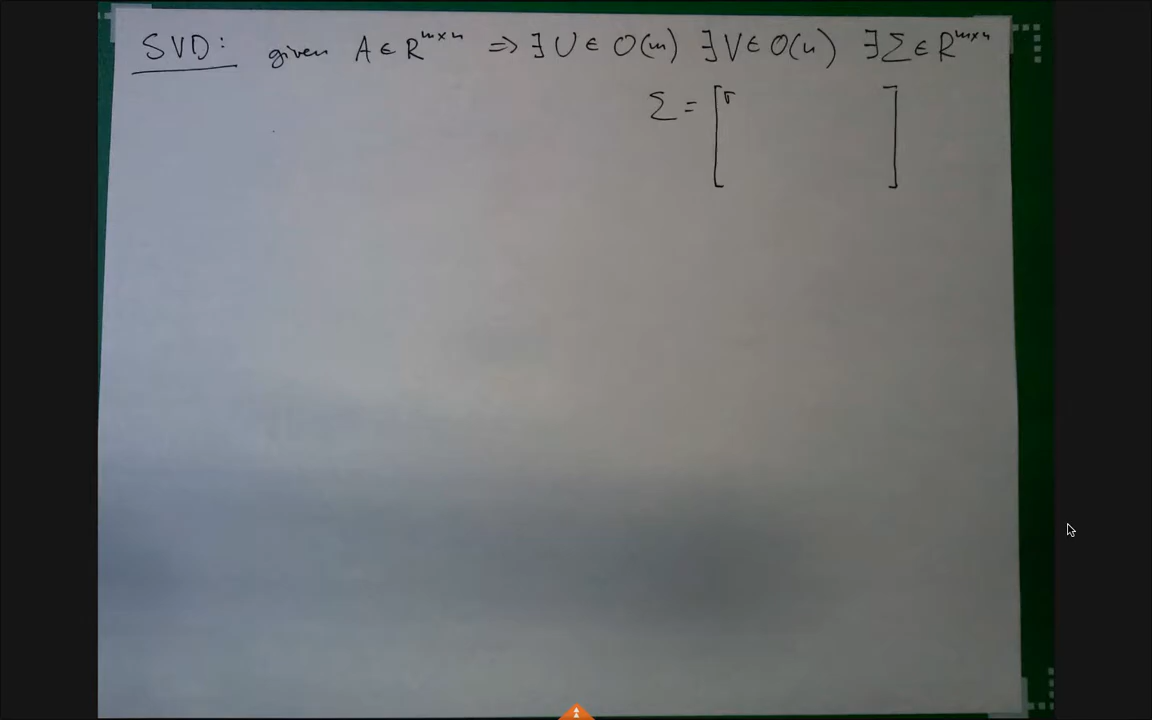 SVD: given A ∈ R^{m×n} ⇒ ∃ U ∈ O(m) ∃ V ∈ O(n) ∃ Σ ∈ R^{m×n}
Σ = [ σ ]